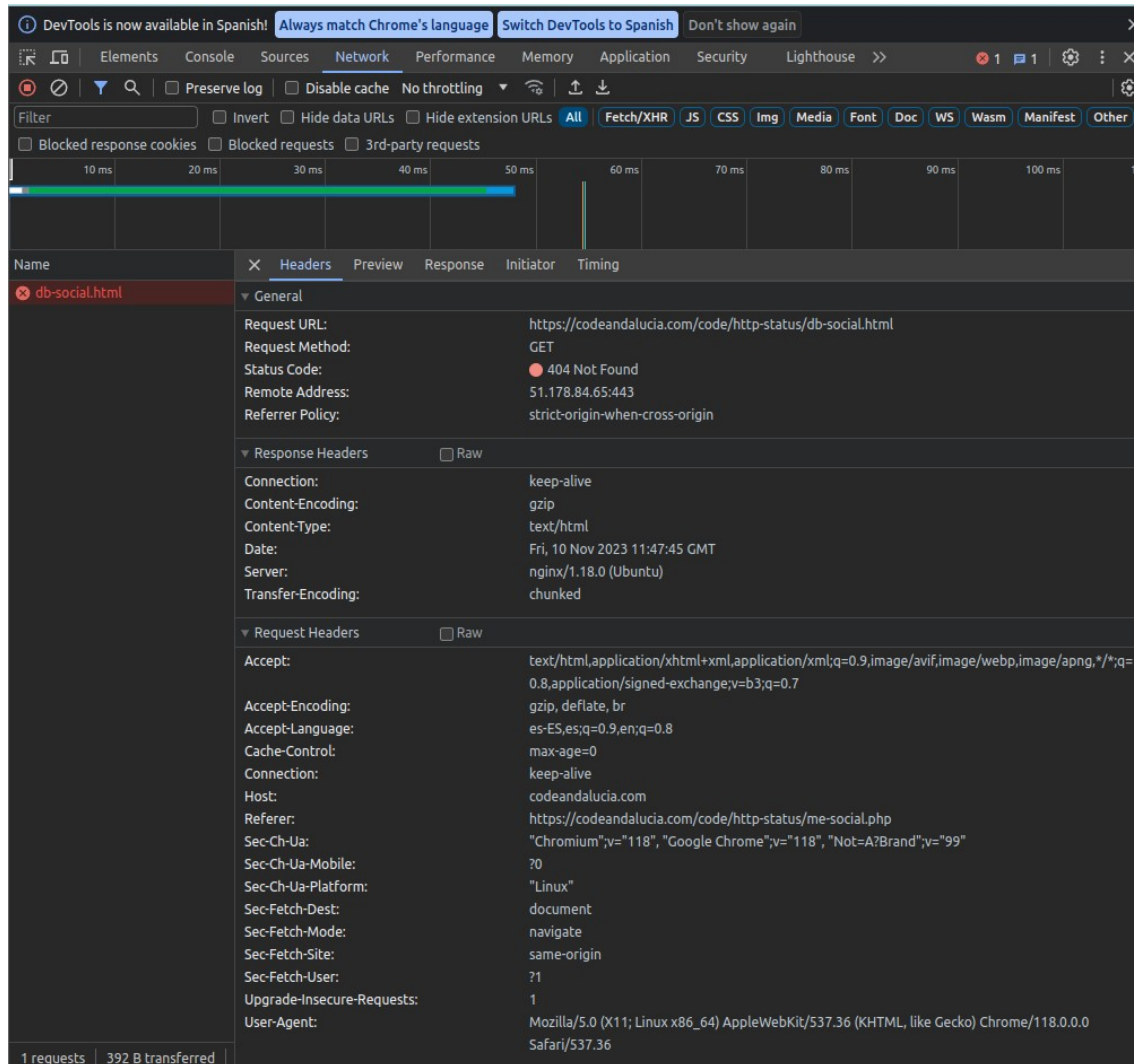 DevTools is now available in Spanish! Always match Chrome's language Switch DevTools to Spanish Don't show again
Elements Console Sources Network Performance Memory Application Security Lighthouse 1 1
Preserve log Disable cache No throttling
Filter Invert Hide data URLs Hide extension URLs All Fetch/XHR JS CSS Img Media Font Doc WS Wasm Manifest Other
Blocked response cookies Blocked requests 3rd-party requests
10 ms 20 ms 30 ms 40 ms 50 ms 60 ms 70 ms 80 ms 90 ms 100 ms
Name Headers Preview Response Initiator Timing
db-social.html
General
Request URL: https://codeandalucia.com/code/http-status/db-social.html
Request Method: GET
Status Code: 404 Not Found
Remote Address: 51.178.84.65:443
Referrer Policy: strict-origin-when-cross-origin
Response Headers Raw
Connection: keep-alive
Content-Encoding: gzip
Content-Type: text/html
Date: Fri, 10 Nov 2023 11:47:45 GMT
Server: nginx/1.18.0 (Ubuntu)
Transfer-Encoding: chunked
Request Headers Raw
Accept: text/html,application/xhtml+xml,application/xml;q=0.9,image/avif,image/webp,image/apng,*/*;q=
0.8,application/signed-exchange;v=b3;q=0.7
Accept-Encoding: gzip, deflate, br
Accept-Language: es-ES,es;q=0.9,en;q=0.8
Cache-Control: max-age=0
Connection: keep-alive
Host: codeandalucia.com
Referer: https://codeandalucia.com/code/http-status/me-social.php
Sec-Ch-Ua: "Chromium";v="118", "Google Chrome";v="118", "Not=A?Brand";v="99"
Sec-Ch-Ua-Mobile: ?0
Sec-Ch-Ua-Platform: "Linux"
Sec-Fetch-Dest: document
Sec-Fetch-Mode: navigate
Sec-Fetch-Site: same-origin
Sec-Fetch-User: ?1
Upgrade-Insecure-Requests: 1
User-Agent: Mozilla/5.0 (X11; Linux x86_64) AppleWebKit/537.36 (KHTML, like Gecko) Chrome/118.0.0.0
Safari/537.36
1 requests 392 B transferred